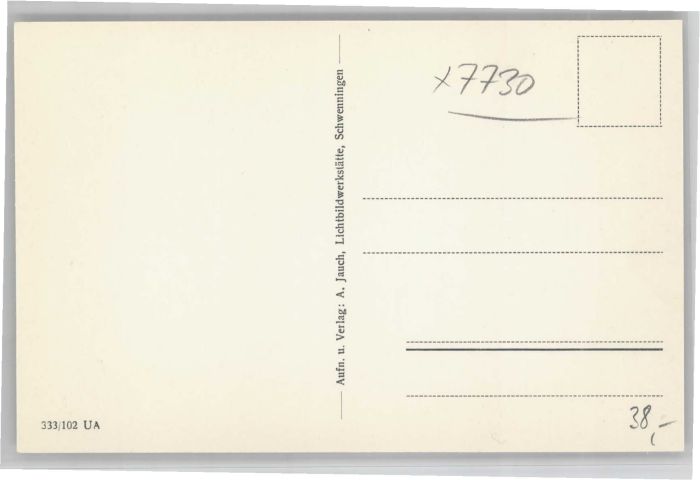 x7730
Aufn. u. Verlag: A. Jauch, Lichtbildwerkstätte, Schwenningen
333/102 UA
38,-